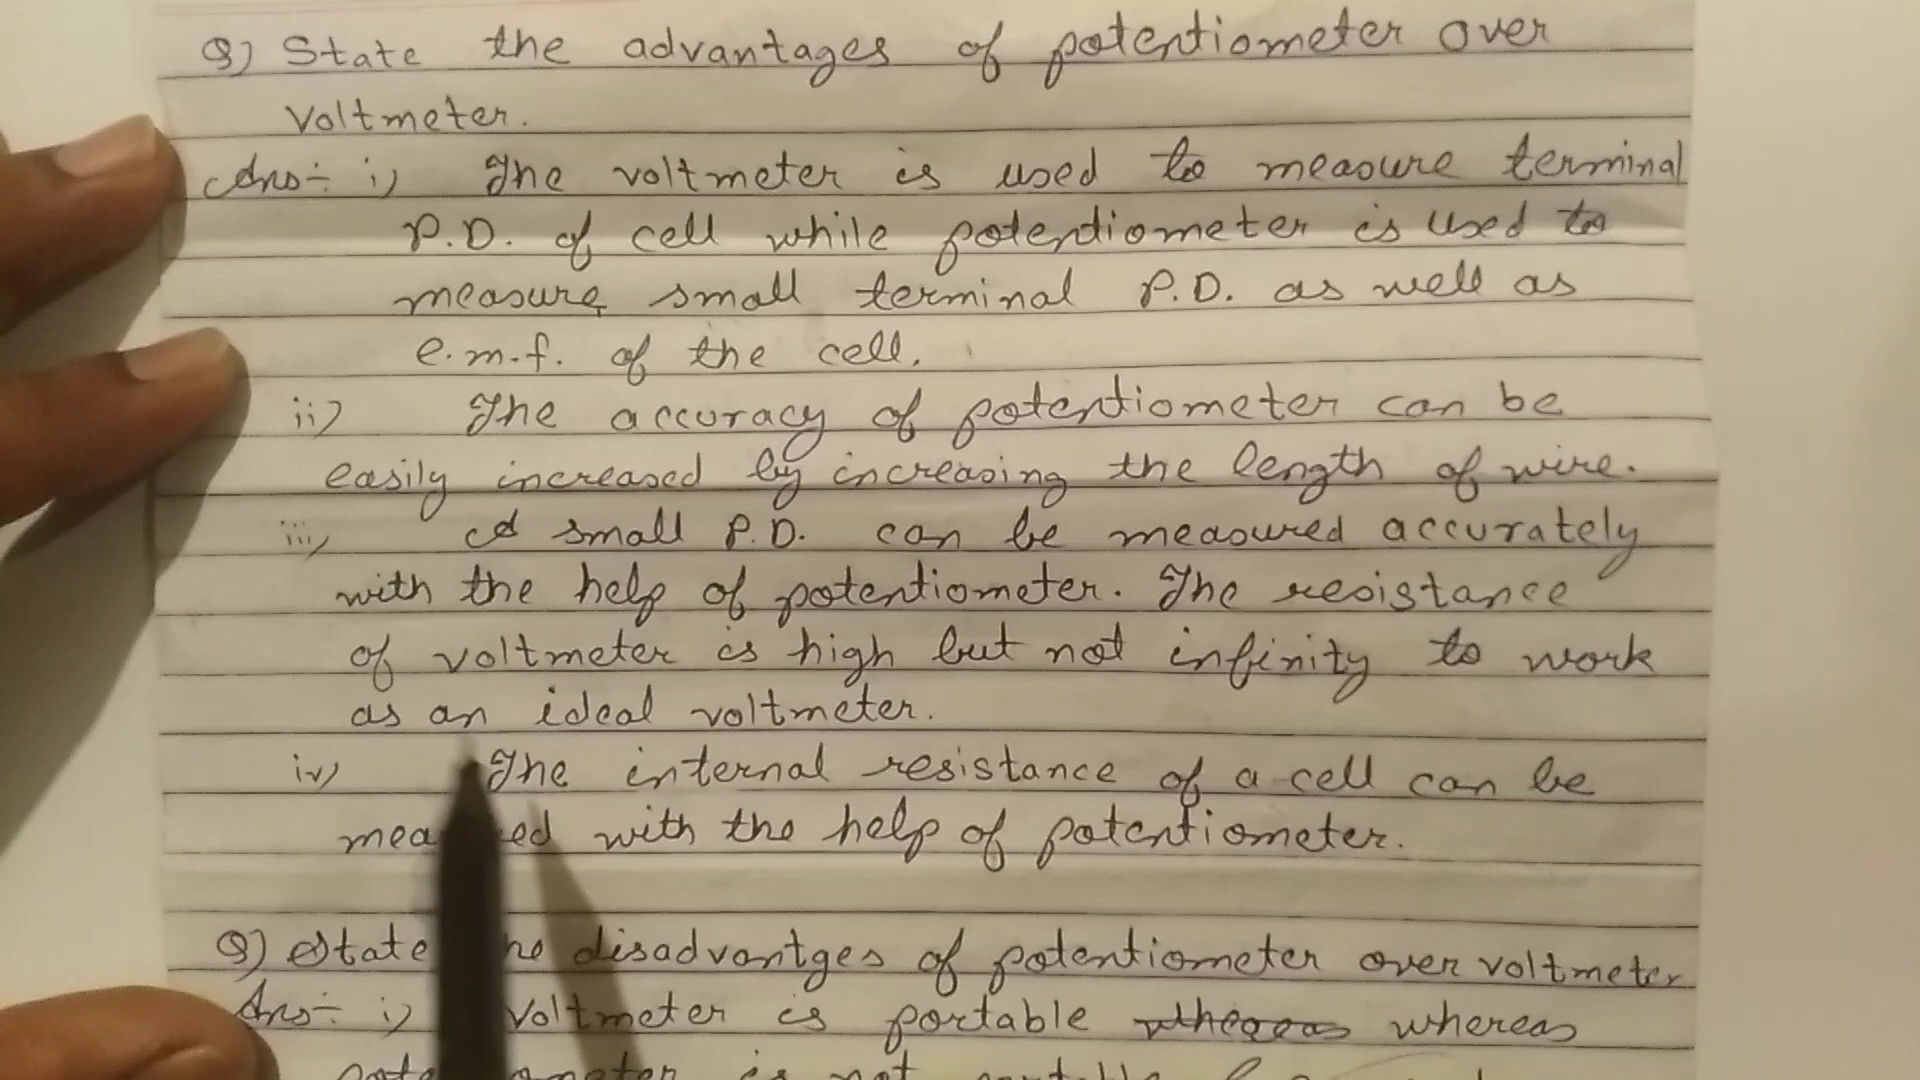 Q) State the advantages of potentiometer over
voltmeter.
Ans÷ i) The voltmeter is used to measure terminal
P.D. of cell while potentiometer is used to
measure small terminal P.D. as well as
e.m.f. of the cell.
ii) The accuracy of potentiometer can be
easily increased by increasing the length of wire.
iii) A small P.D. can be measured accurately
with the help of potentiometer. The resistance
of voltmeter is high but not infinity to work
as an ideal voltmeter.
iv) The internal resistance of a cell can be
with the help of potentiometer.
Q) State disadvantges of potentiometer over voltmeter
Ans÷ i) Voltmeter is portable whereas whereas
is not